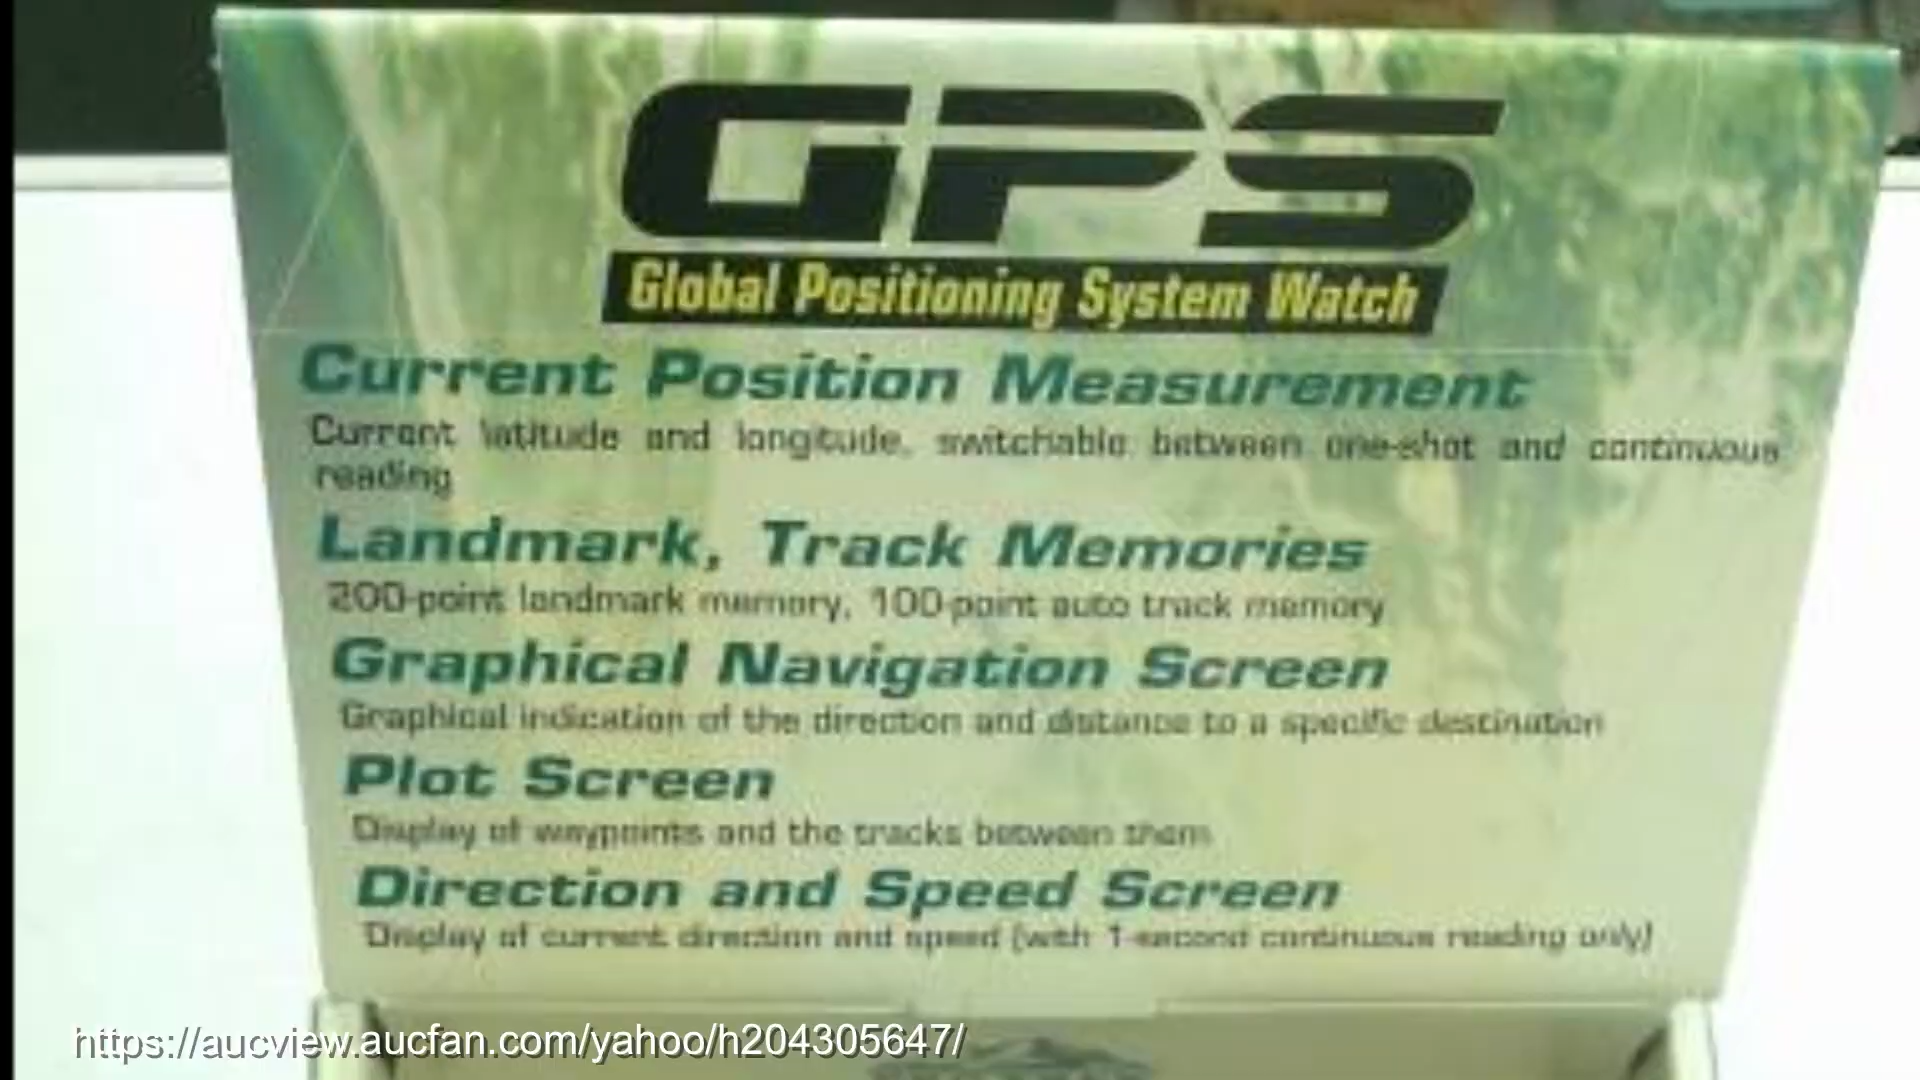 GPS
Global Positioning System Watch
Current Position Measurement
Current latitude and longitude, switchable between one-shot and continuous
reading
Landmark, Track Memories
200-point landmark memory, 100-point auto track memory
Graphical Navigation Screen
Graphical indication of the direction and distance to a specific destination
Plot Screen
Display of waypoints and the tracks between them
Direction and Speed Screen
Display of current direction and speed (with 1-second continuous reading only)
https://aucview.aucfan.com/yahoo/h204305647/